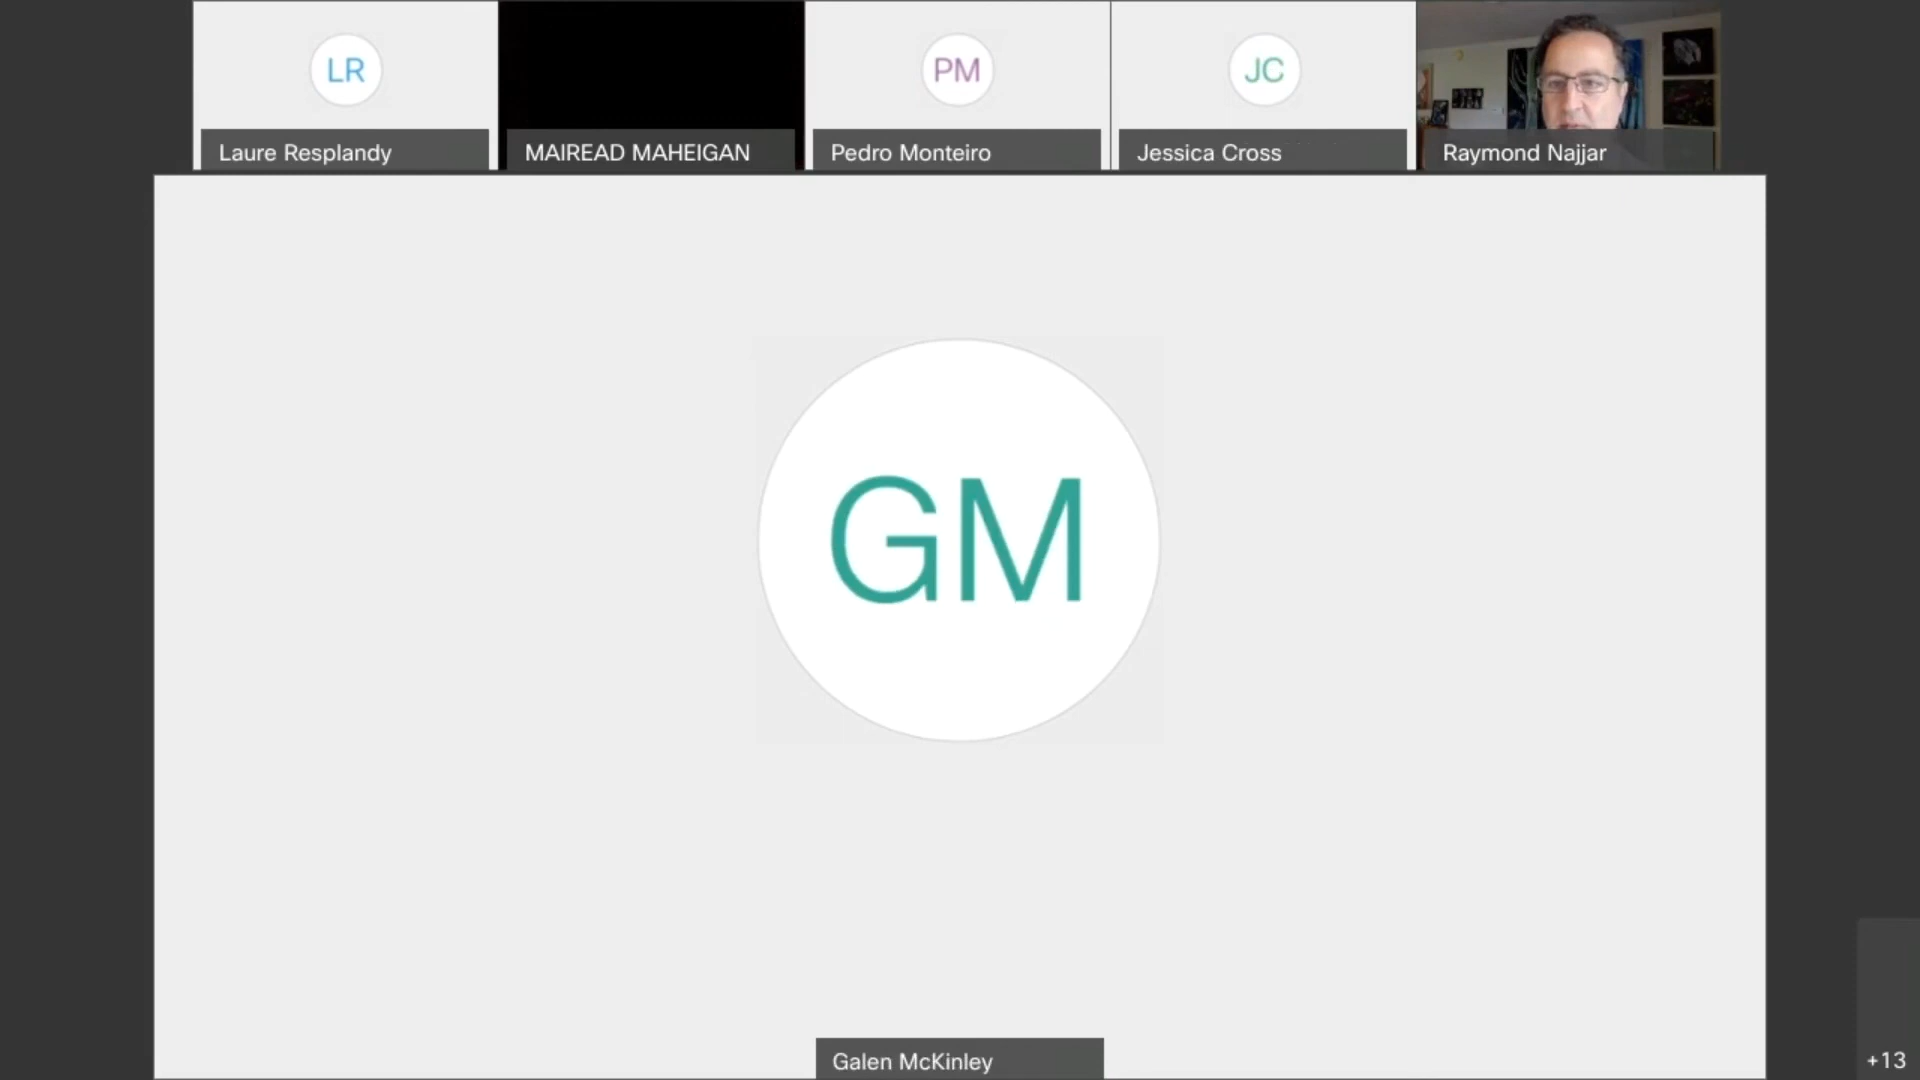 LR
PM
JC
Laure Resplandy
MAIREAD MAHEIGAN
Pedro Monteiro
Jessica Cross
Raymond Najjar
GM
Galen McKinley
+13